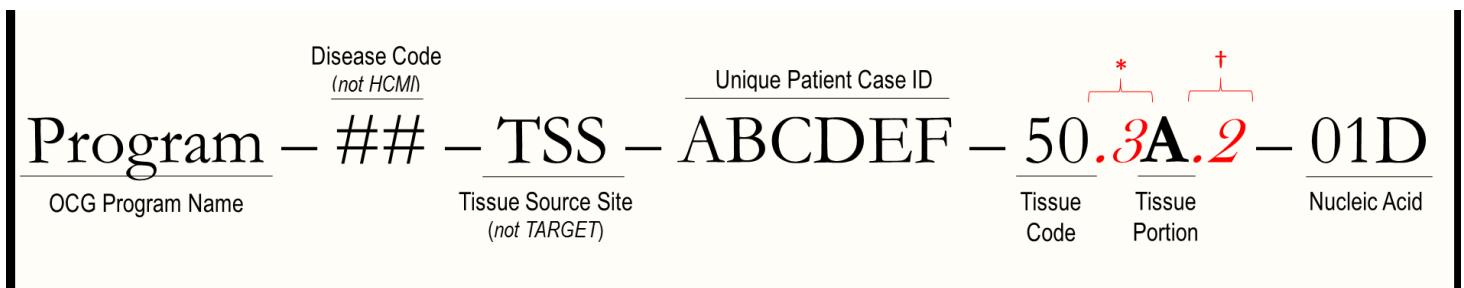 Disease Code
(not HCMI)
Unique Patient Case ID
* †
Program – ## – TSS – ABCDEF – 50.3A.2 – 01D
OCG Program Name
Tissue Source Site
(not TARGET)
Tissue
Code
Tissue
Portion
Nucleic Acid